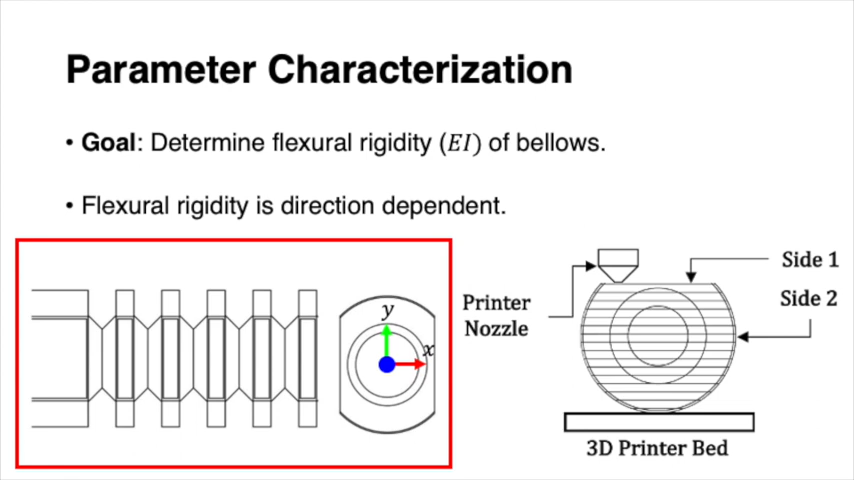 Parameter Characterization
• Goal: Determine flexural rigidity (EI) of bellows.
• Flexural rigidity is direction dependent.
y
x
Printer
Nozzle
Side 1
Side 2
3D Printer Bed